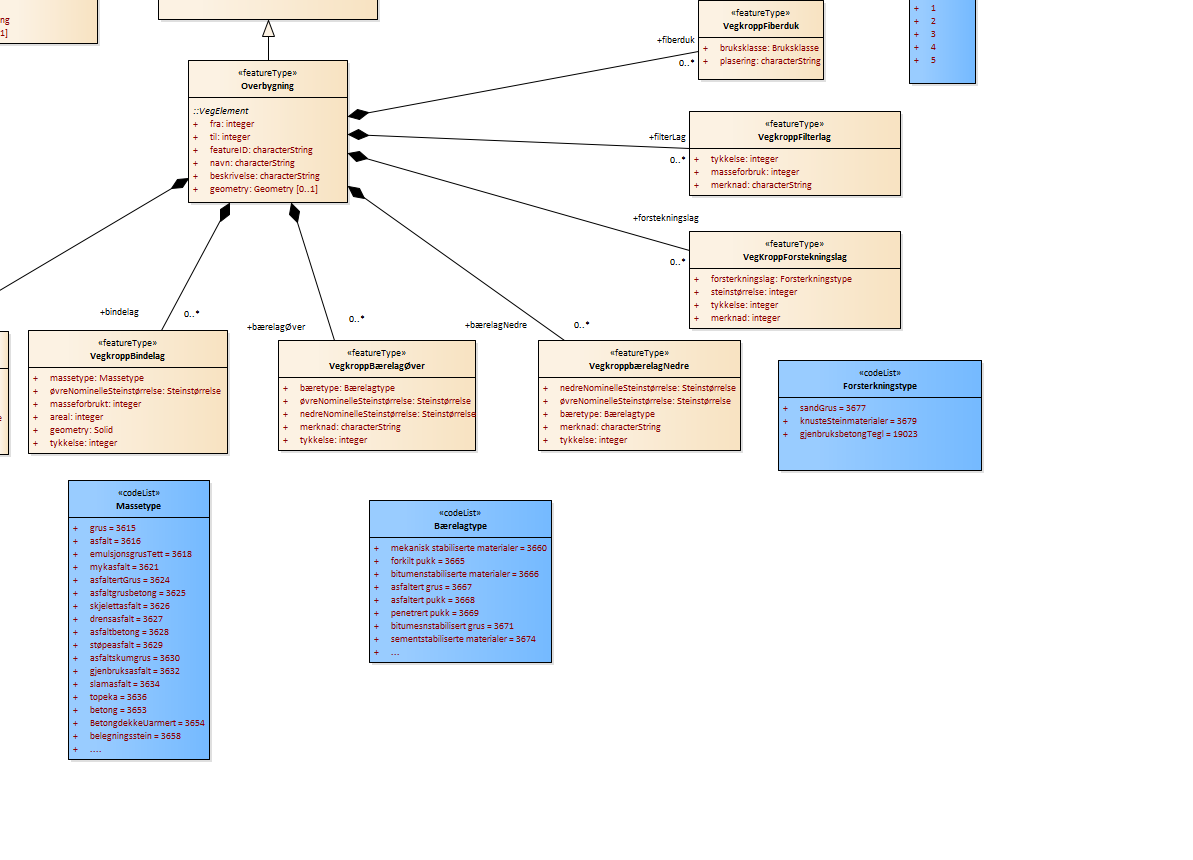 ng
1]
«featureType»
VegkroppFiberduk
+ bruksklasse: Bruksklasse
+ plasering: characterString
+ 1
+ 2
+ 3
+ 4
+ 5
+fiberduk
0..*
«featureType»
Overbygning
::VegElement
+ fra: integer
+ til: integer
+ featureID: characterString
+ navn: characterString
+ beskrivelse: characterString
+ geometry: Geometry [0..1]
+filterLag
0..*
«featureType»
VegkroppFilterlag
+ tykkelse: integer
+ masseforbruk: integer
+ merknad: characterString
+forstekningslag
0..*
«featureType»
VegKroppForstekningslag
+ forsterkningslag: Forsterkningstype
+ steinstørrelse: integer
+ tykkelse: integer
+ merknad: integer
+bindelag
0..*
+bærelagØver
0..*
+bærelagNedre
0..*
«featureType»
VegkroppBindelag
+ massetype: Massetype
+ øvreNominelleSteinstørrelse: Steinstørrelse
+ masseforbrukt: integer
+ areal: integer
+ geometry: Solid
+ tykkelse: integer
e
«featureType»
VegkroppBærelagØver
+ bæretype: Bærelagtype
+ øvreNominelleSteinstørrelse: Steinstørrelse
+ nedreNominelleSteinstørrelse: Steinstørrelse
+ merknad: characterString
+ tykkelse: integer
«featureType»
VegkroppbærelagNedre
+ nedreNominelleSteinstørrelse: Steinstørrelse
+ øvreNominelleSteinstørrelse: Steinstørrelse
+ bæretype: Bærelagtype
+ merknad: characterString
+ tykkelse: integer
«codeList»
Forsterkningstype
+ sandGrus = 3677
+ knusteSteinmaterialer = 3679
+ gjenbruksbetongTegl = 19023
«codeList»
Massetype
+ grus = 3615
+ asfalt = 3616
+ emulsjonsgrusTett = 3618
+ mykasfalt = 3621
+ asfaltertGrus = 3624
+ asfaltgrusbetong = 3625
+ skjelettasfalt = 3626
+ drensasfalt = 3627
+ asfaltbetong = 3628
+ støpeasfalt = 3629
+ asfaltskumgrus = 3630
+ gjenbruksasfalt = 3632
+ slamasfalt = 3634
+ topeka = 3636
+ betong = 3653
+ BetongdekkeUarmert = 3654
+ belegningsstein = 3658
+ ....
«codeList»
Bærelagtype
+ mekanisk stabiliserte materialer = 3660
+ forkilt pukk = 3665
+ bitumenstabiliserte materialer = 3666
+ asfaltert grus = 3667
+ asfaltert pukk = 3668
+ penetrert pukk = 3669
+ bitumesnstabilisert grus = 3671
+ sementstabiliserte materialer = 3674
+ ...